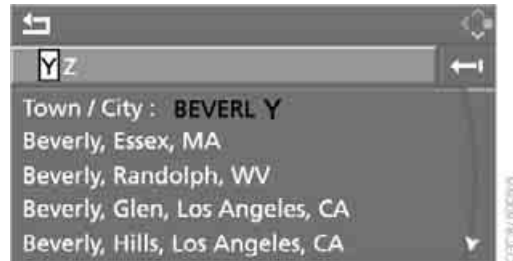 Y Z
Town / City : BEVERL Y
Beverly, Essex, MA
Beverly, Randolph, WV
Beverly, Glen, Los Angeles, CA
Beverly, Hills, Los Angeles, CA